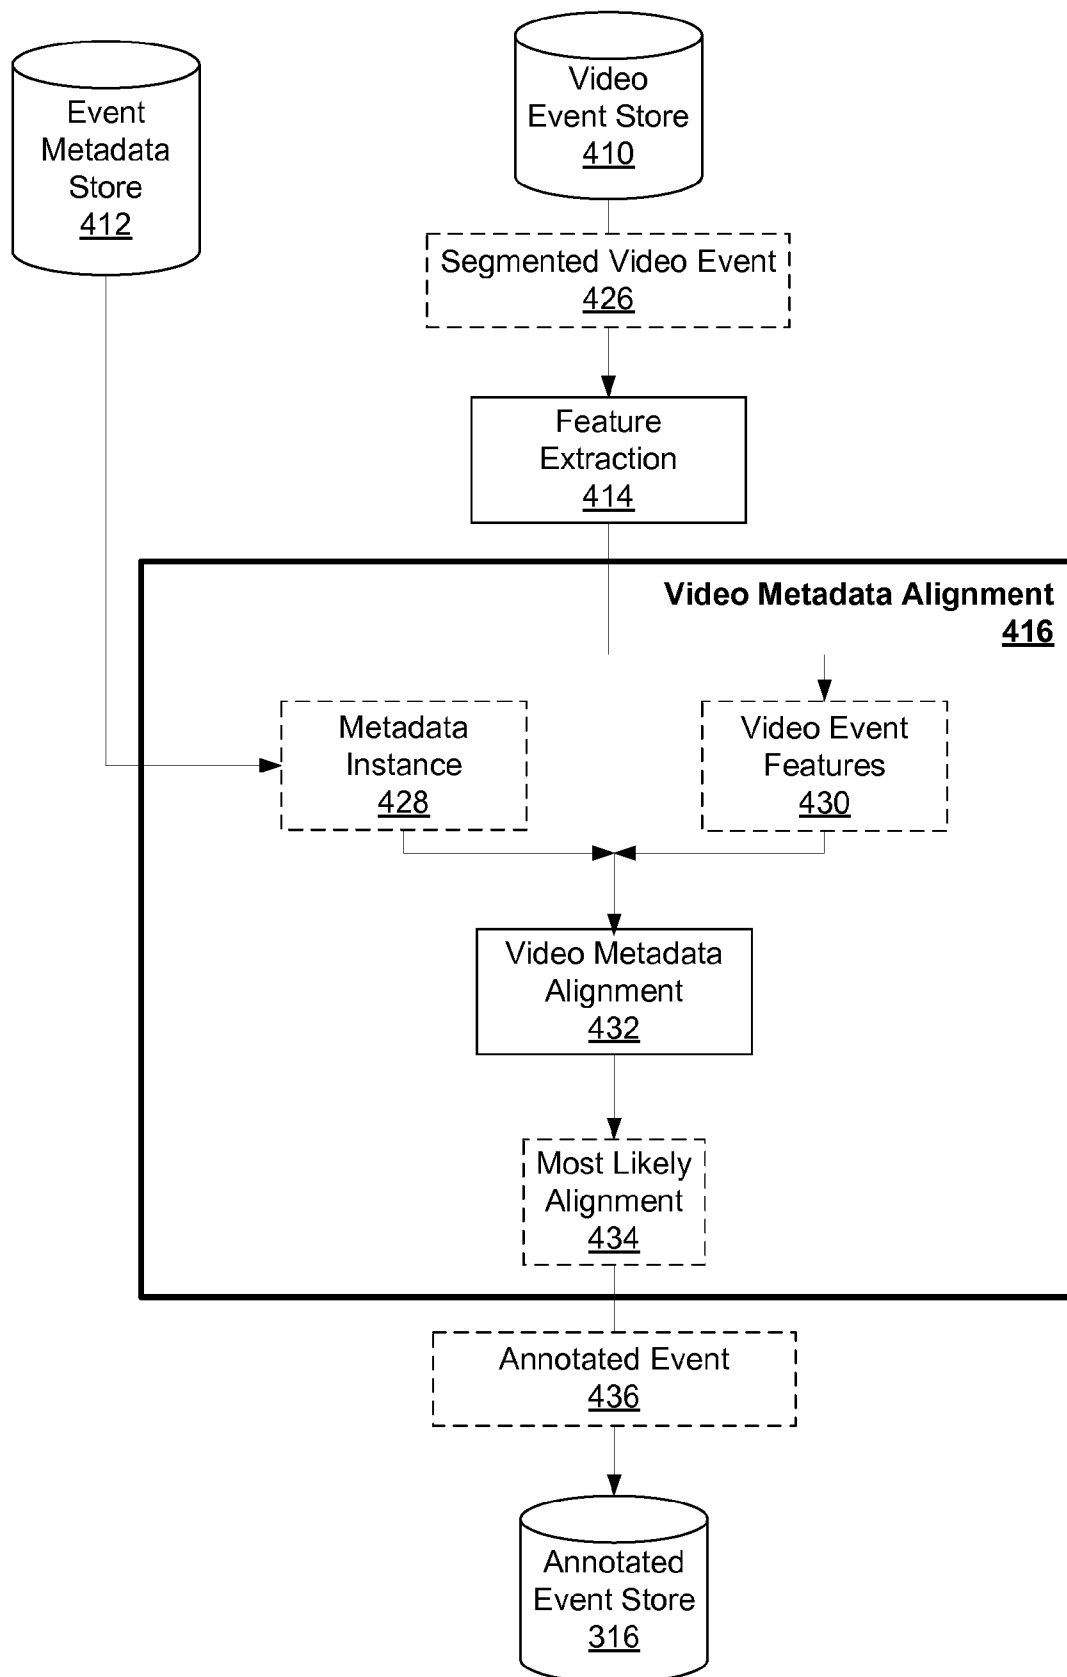 Event
Metadata
Store
412
Video
Event Store
410
Segmented Video Event
426
Feature
Extraction
414
Video Metadata Alignment
416
Metadata
Instance
428
Video Event
Features
430
Video Metadata
Alignment
432
Most Likely
Alignment
434
Annotated Event
436
Annotated
Event Store
316